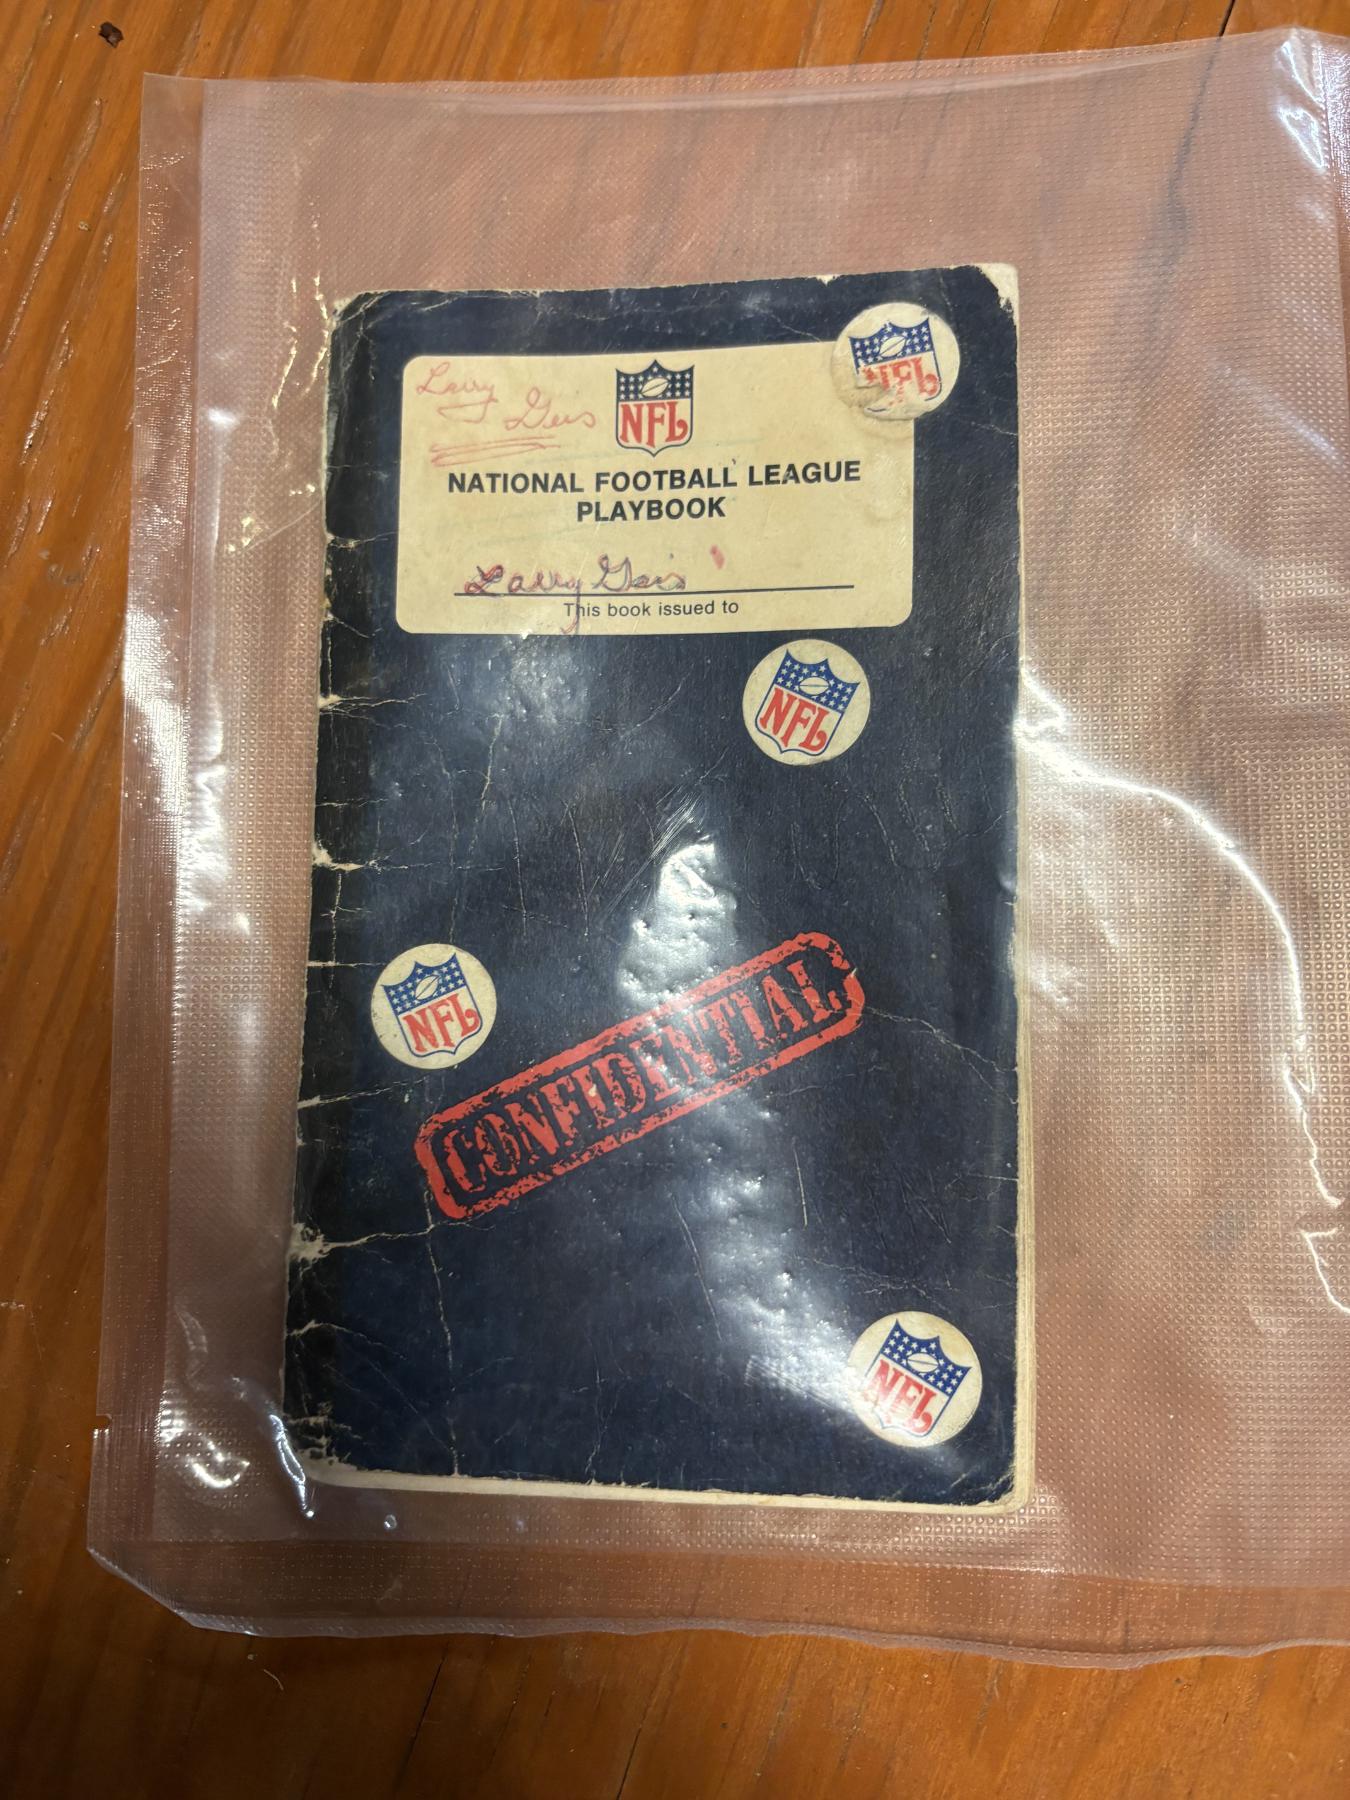 NFL
Larry
Geis
NFL
NATIONAL FOOTBALL LEAGUE
PLAYBOOK
Larry Geis
This book issued to
NFL
NFL
CONFIDENTIAL
NFL